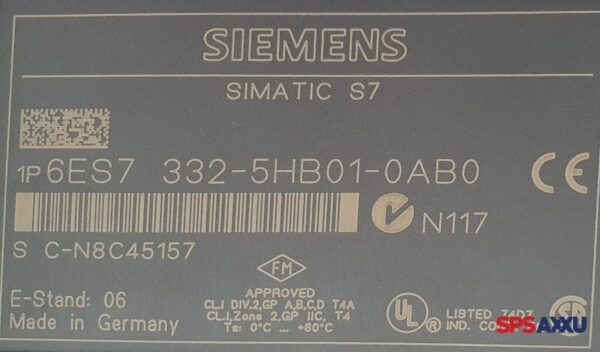 SIEMENS
SIMATIC S7
1P 6ES7 332-5HB01-0AB0
CE
N117
S C-N8C45157
FM
APPROVED
CL.I DIV.2,GP A,B,C,D T4A
CL.I,Zone 2,GP IIC, T4
Ta: 0°C ... +60°C
E-Stand: 06
Made in Germany
UL
LISTED 74DZ
IND. CO
SPSAXXU